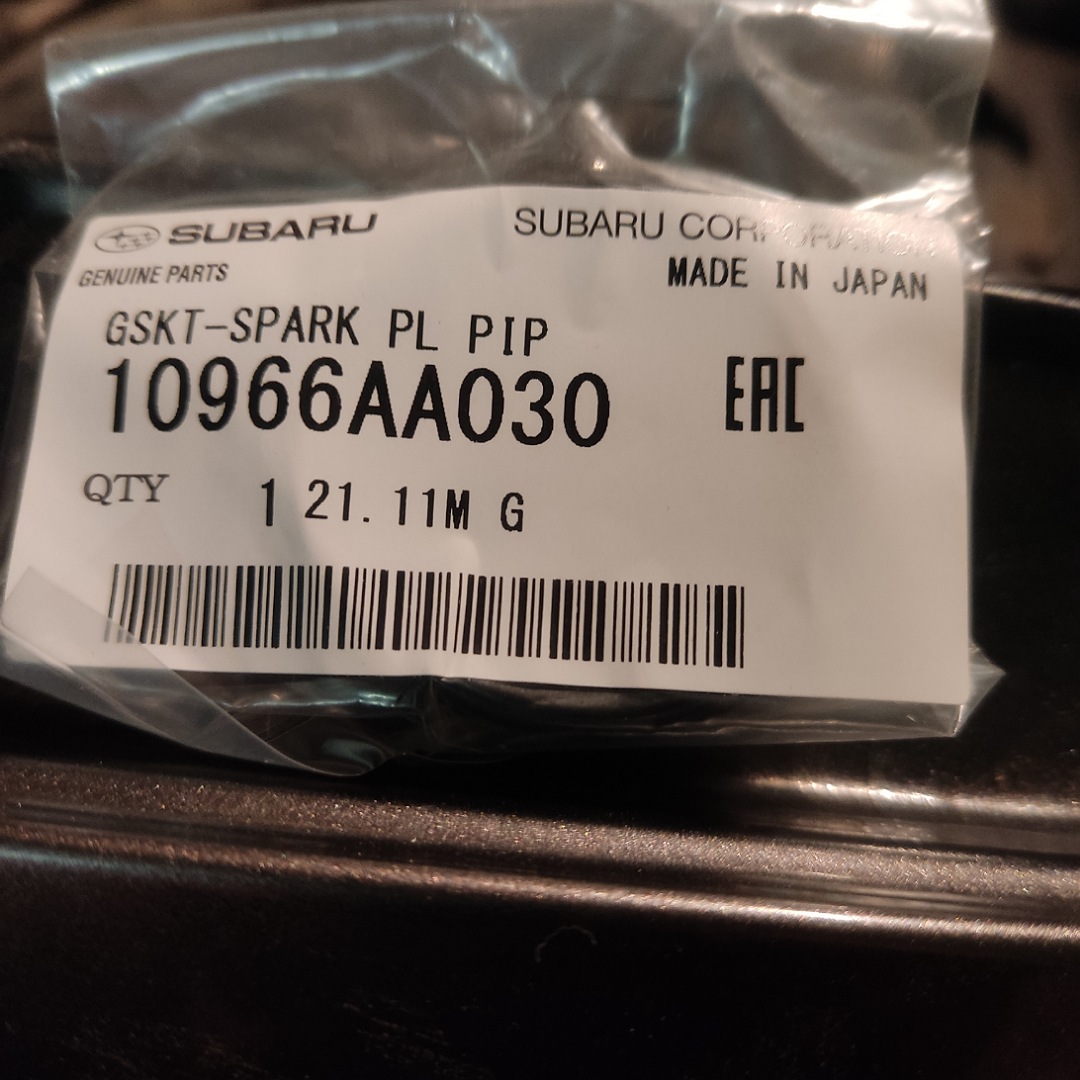 SUBARU
SUBARU CORPORATION
GENUINE PARTS
MADE IN JAPAN
GSKT-SPARK PL PIP
10966AA030
EAC
QTY 1 21.11M G